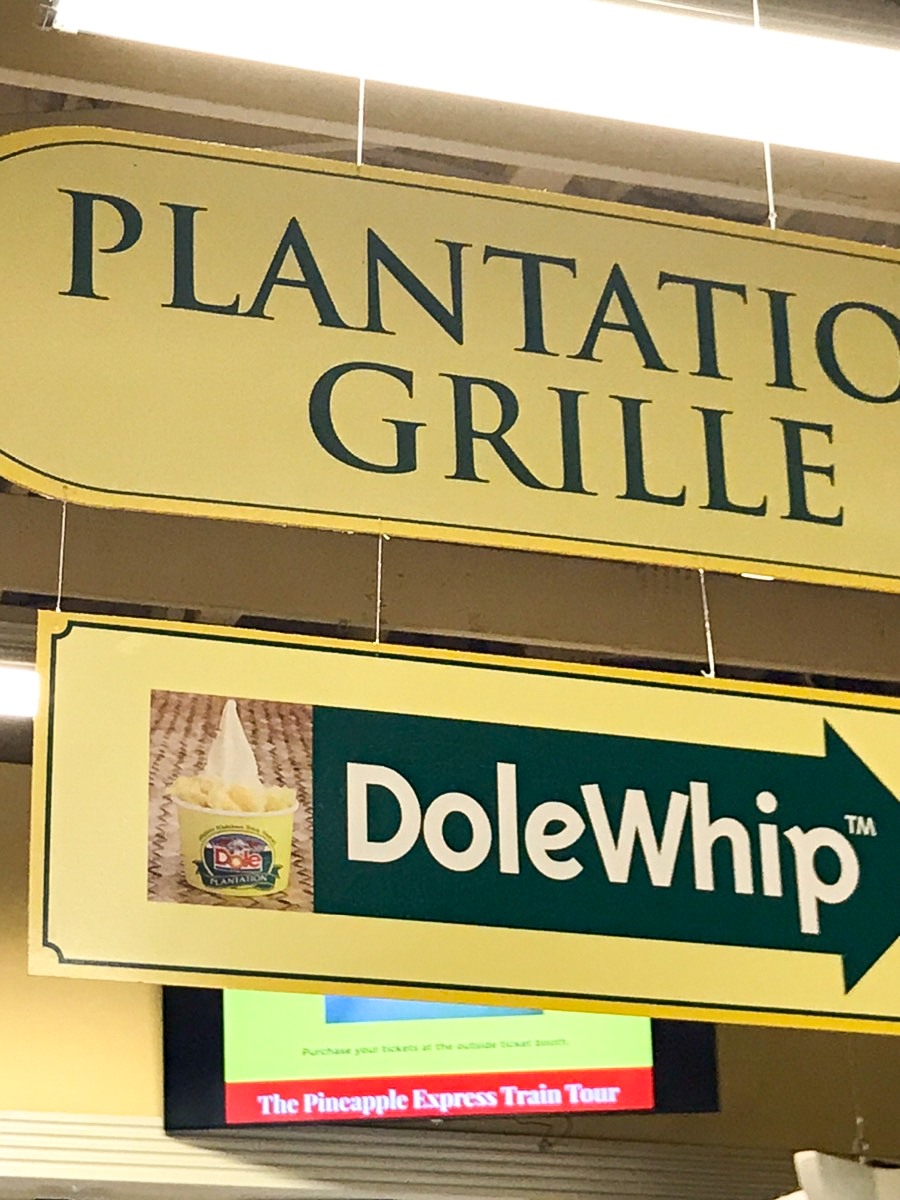 PLANTATIO
GRILLE
Dole
PLANTATION
DoleWhip™
Purchase your tickets at the outside ticket booth.
The Pineapple Express Train Tour